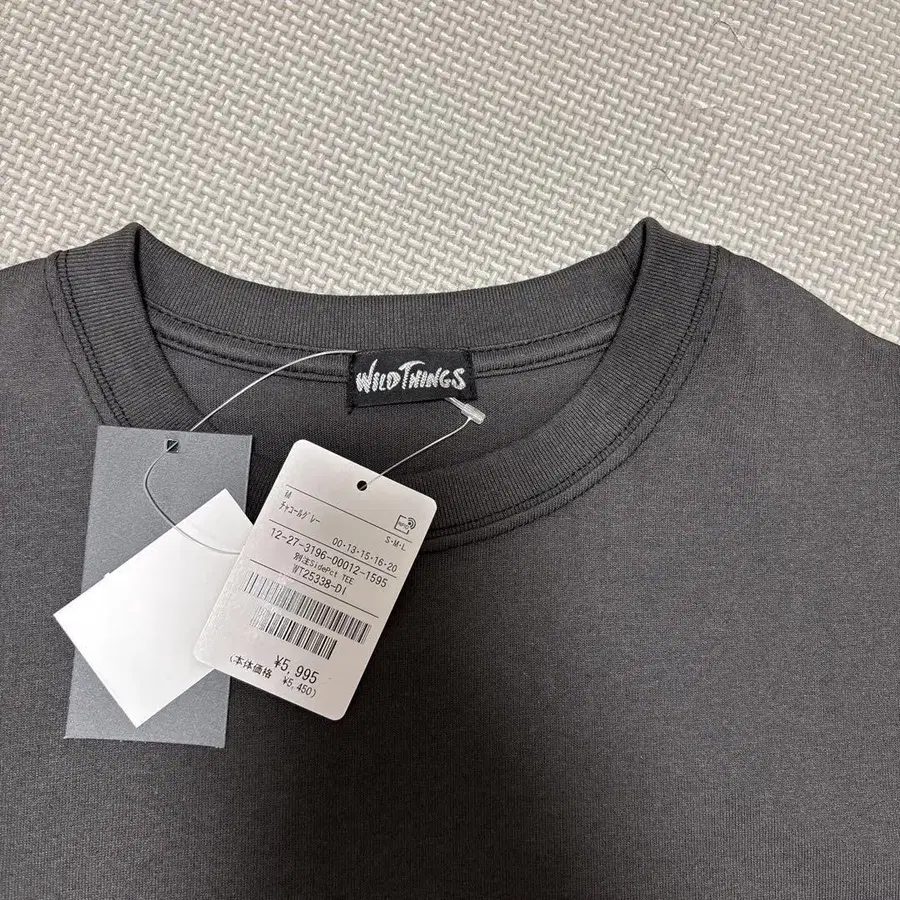 WILD THINGS
M
ﾁｬｺｰﾙｸﾞﾚｰ
RFID
00・13・15・16・20
S・M・L
12-27-3196-00012-1595
別注SidePct TEE
WT25338-DI
¥5,995
(本体価格 ¥5,450)